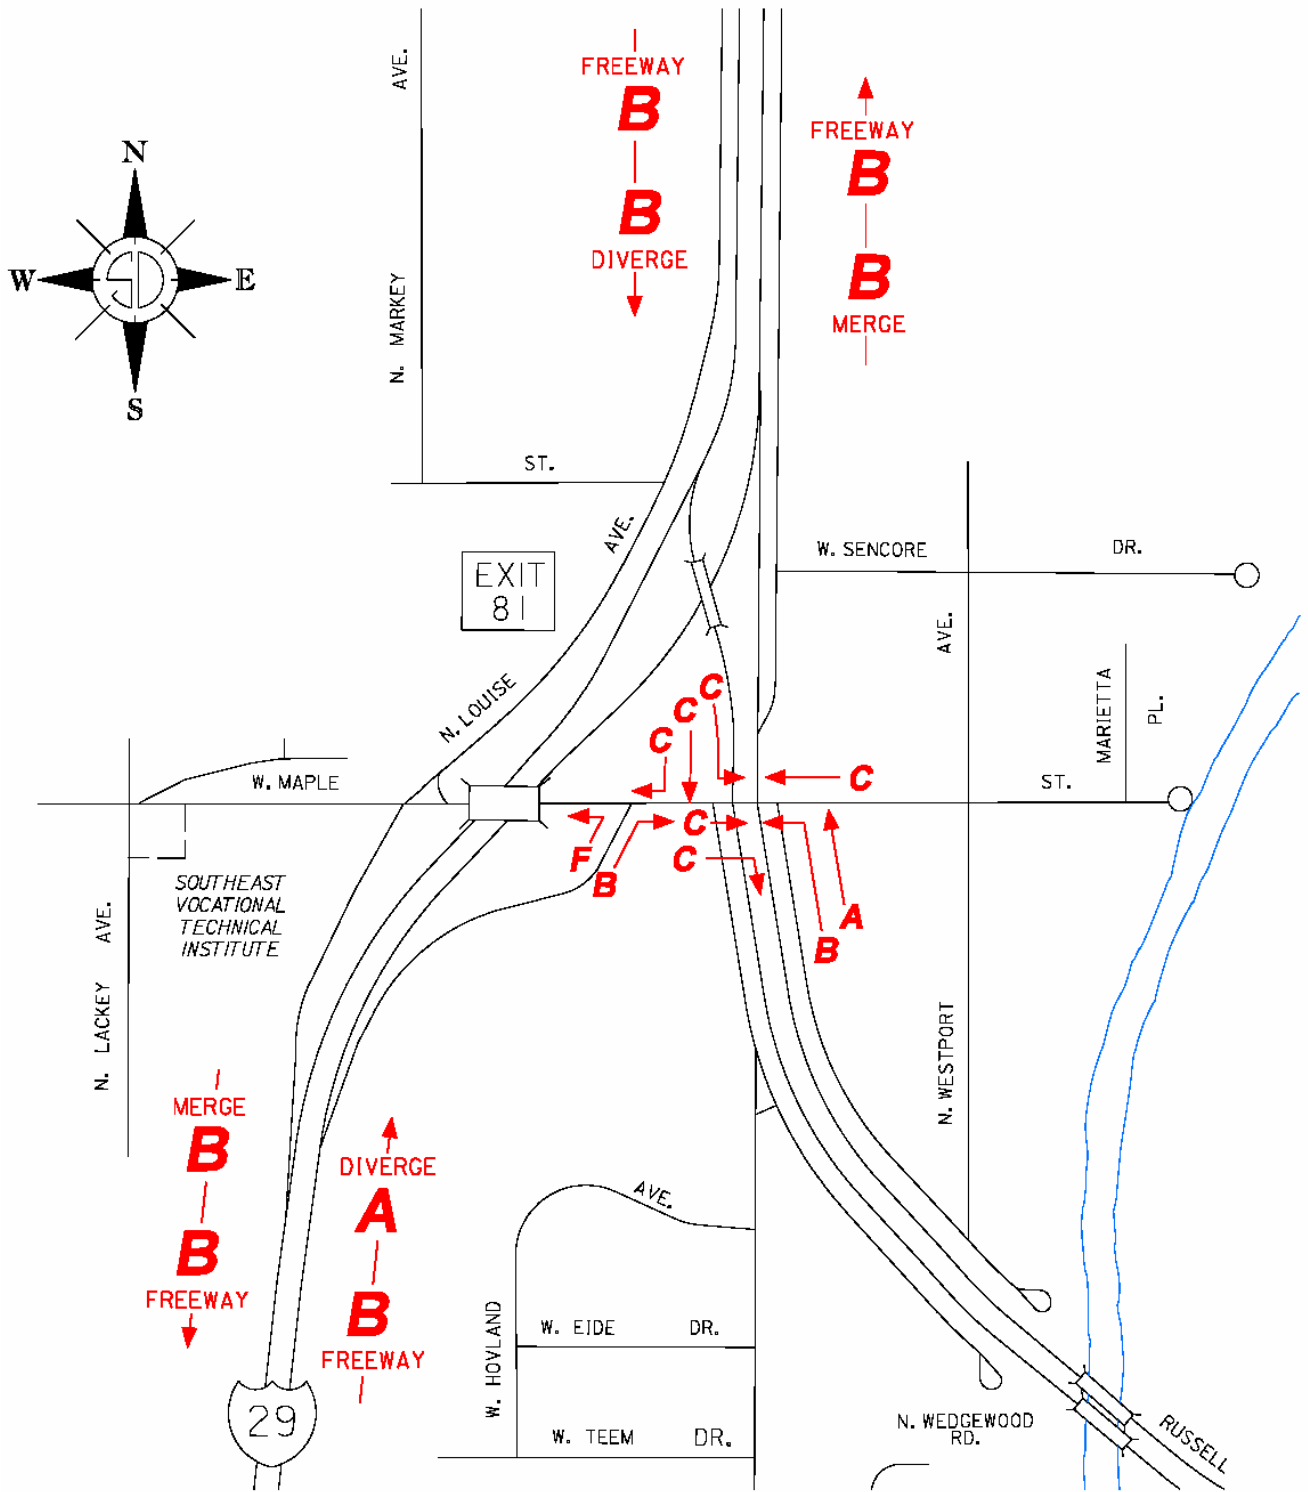 AVE.
FREEWAY
B
B
DIVERGE
FREEWAY
B
B
MERGE
N
W
E
S
N. MARKEY
ST.
AVE.
EXIT
81
W. SENCORE
DR.
AVE.
MARIETTA
PL.
N. LOUISE
C
C
C
C
W. MAPLE
ST.
C
C
F
B
A
B
SOUTHEAST
VOCATIONAL
TECHNICAL
INSTITUTE
N. LACKEY AVE.
N. WESTPORT
MERGE
B
B
FREEWAY
DIVERGE
A
B
FREEWAY
AVE.
W. HOVLAND
W. EIDE DR.
W. TEEM DR.
29
N. WEDGEWOOD
RD.
RUSSELL